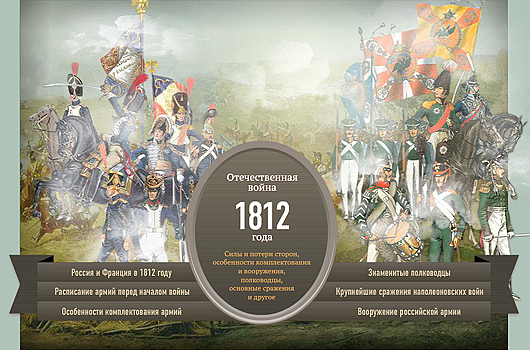 Отечественная
война
1812
года
Силы и потери сторон,
особенности комплектования
и вооружения,
полководцы,
основные сражения
и другое
Россия и Франция в 1812 году
Расписание армий перед началом войны
Особенности комплектования армий
Знаменитые полководцы
Крупнейшие сражения наполеоновских войн
Вооружение российской армии